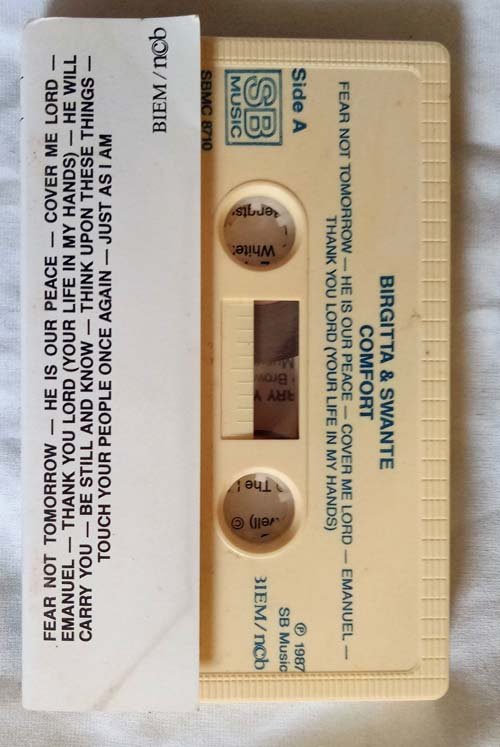 FEAR NOT TOMORROW — HE IS OUR PEACE — COVER ME LORD —
EMANUEL — THANK YOU LORD (YOUR LIFE IN MY HANDS) — HE WILL
CARRY YOU — BE STILL AND KNOW — THINK UPON THESE THINGS —
TOUCH YOUR PEOPLE ONCE AGAIN — JUST AS I AM
BIEM / ncb
BIRGITTA & SWANTE
COMFORT
FEAR NOT TOMORROW — HE IS OUR PEACE — COVER ME LORD — EMANUEL —
THANK YOU LORD (YOUR LIFE IN MY HANDS)
Side A
SB
MUSIC
SBMC 8710
℗ 1987
SB Music
BIEM / ncb
White
The
©